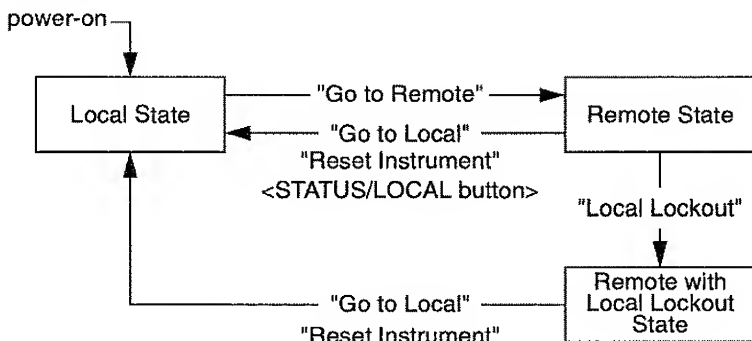 power-on
Local State
"Go to Remote"
Remote State
"Go to Local"
"Reset Instrument"
<STATUS/LOCAL button>
"Local Lockout"
Remote with
Local Lockout
State
"Go to Local"
"Reset Instrument"